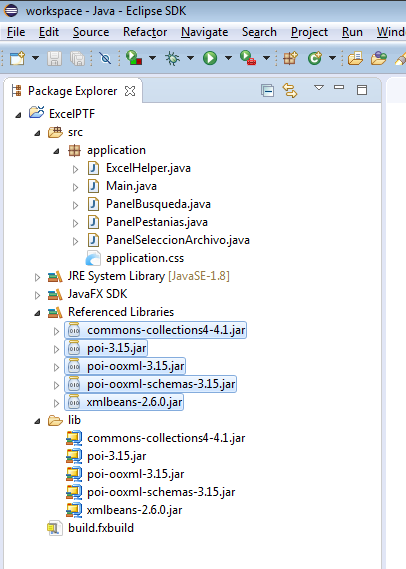 workspace - Java - Eclipse SDK
File Edit Source Refactor Navigate Search Project Run Wind
Package Explorer
ExcelPTF
src
application
ExcelHelper.java
Main.java
PanelBusqueda.java
PanelPestanias.java
PanelSeleccionArchivo.java
application.css
JRE System Library [JavaSE-1.8]
JavaFX SDK
Referenced Libraries
commons-collections4-4.1.jar
poi-3.15.jar
poi-ooxml-3.15.jar
poi-ooxml-schemas-3.15.jar
xmlbeans-2.6.0.jar
lib
commons-collections4-4.1.jar
poi-3.15.jar
poi-ooxml-3.15.jar
poi-ooxml-schemas-3.15.jar
xmlbeans-2.6.0.jar
build.fxbuild